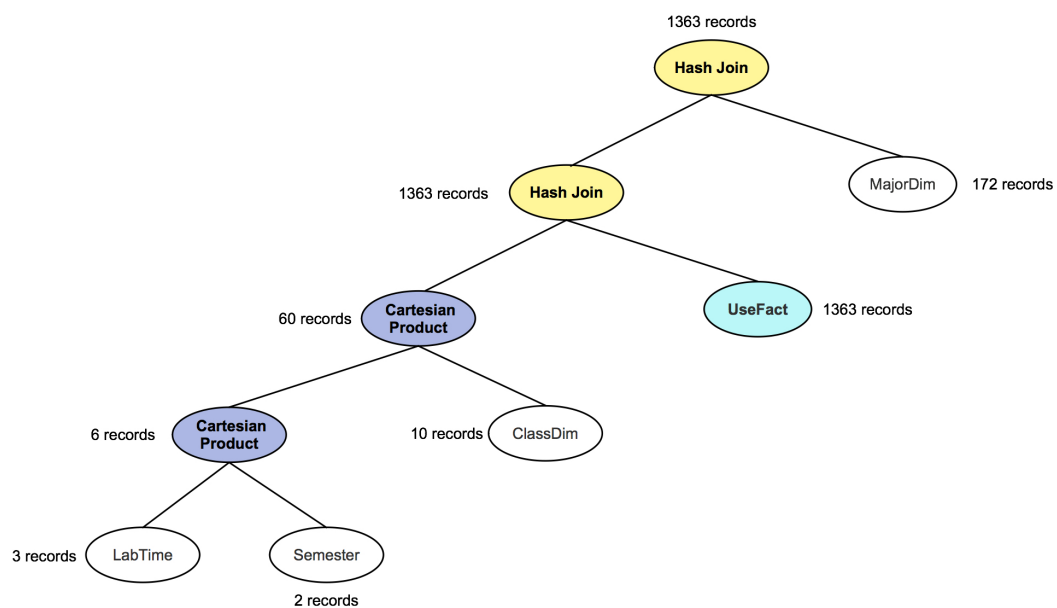 1363 records
Hash Join
1363 records
Hash Join
MajorDim
172 records
60 records
Cartesian
Product
UseFact
1363 records
6 records
Cartesian
Product
10 records
ClassDim
3 records
LabTime
Semester
2 records